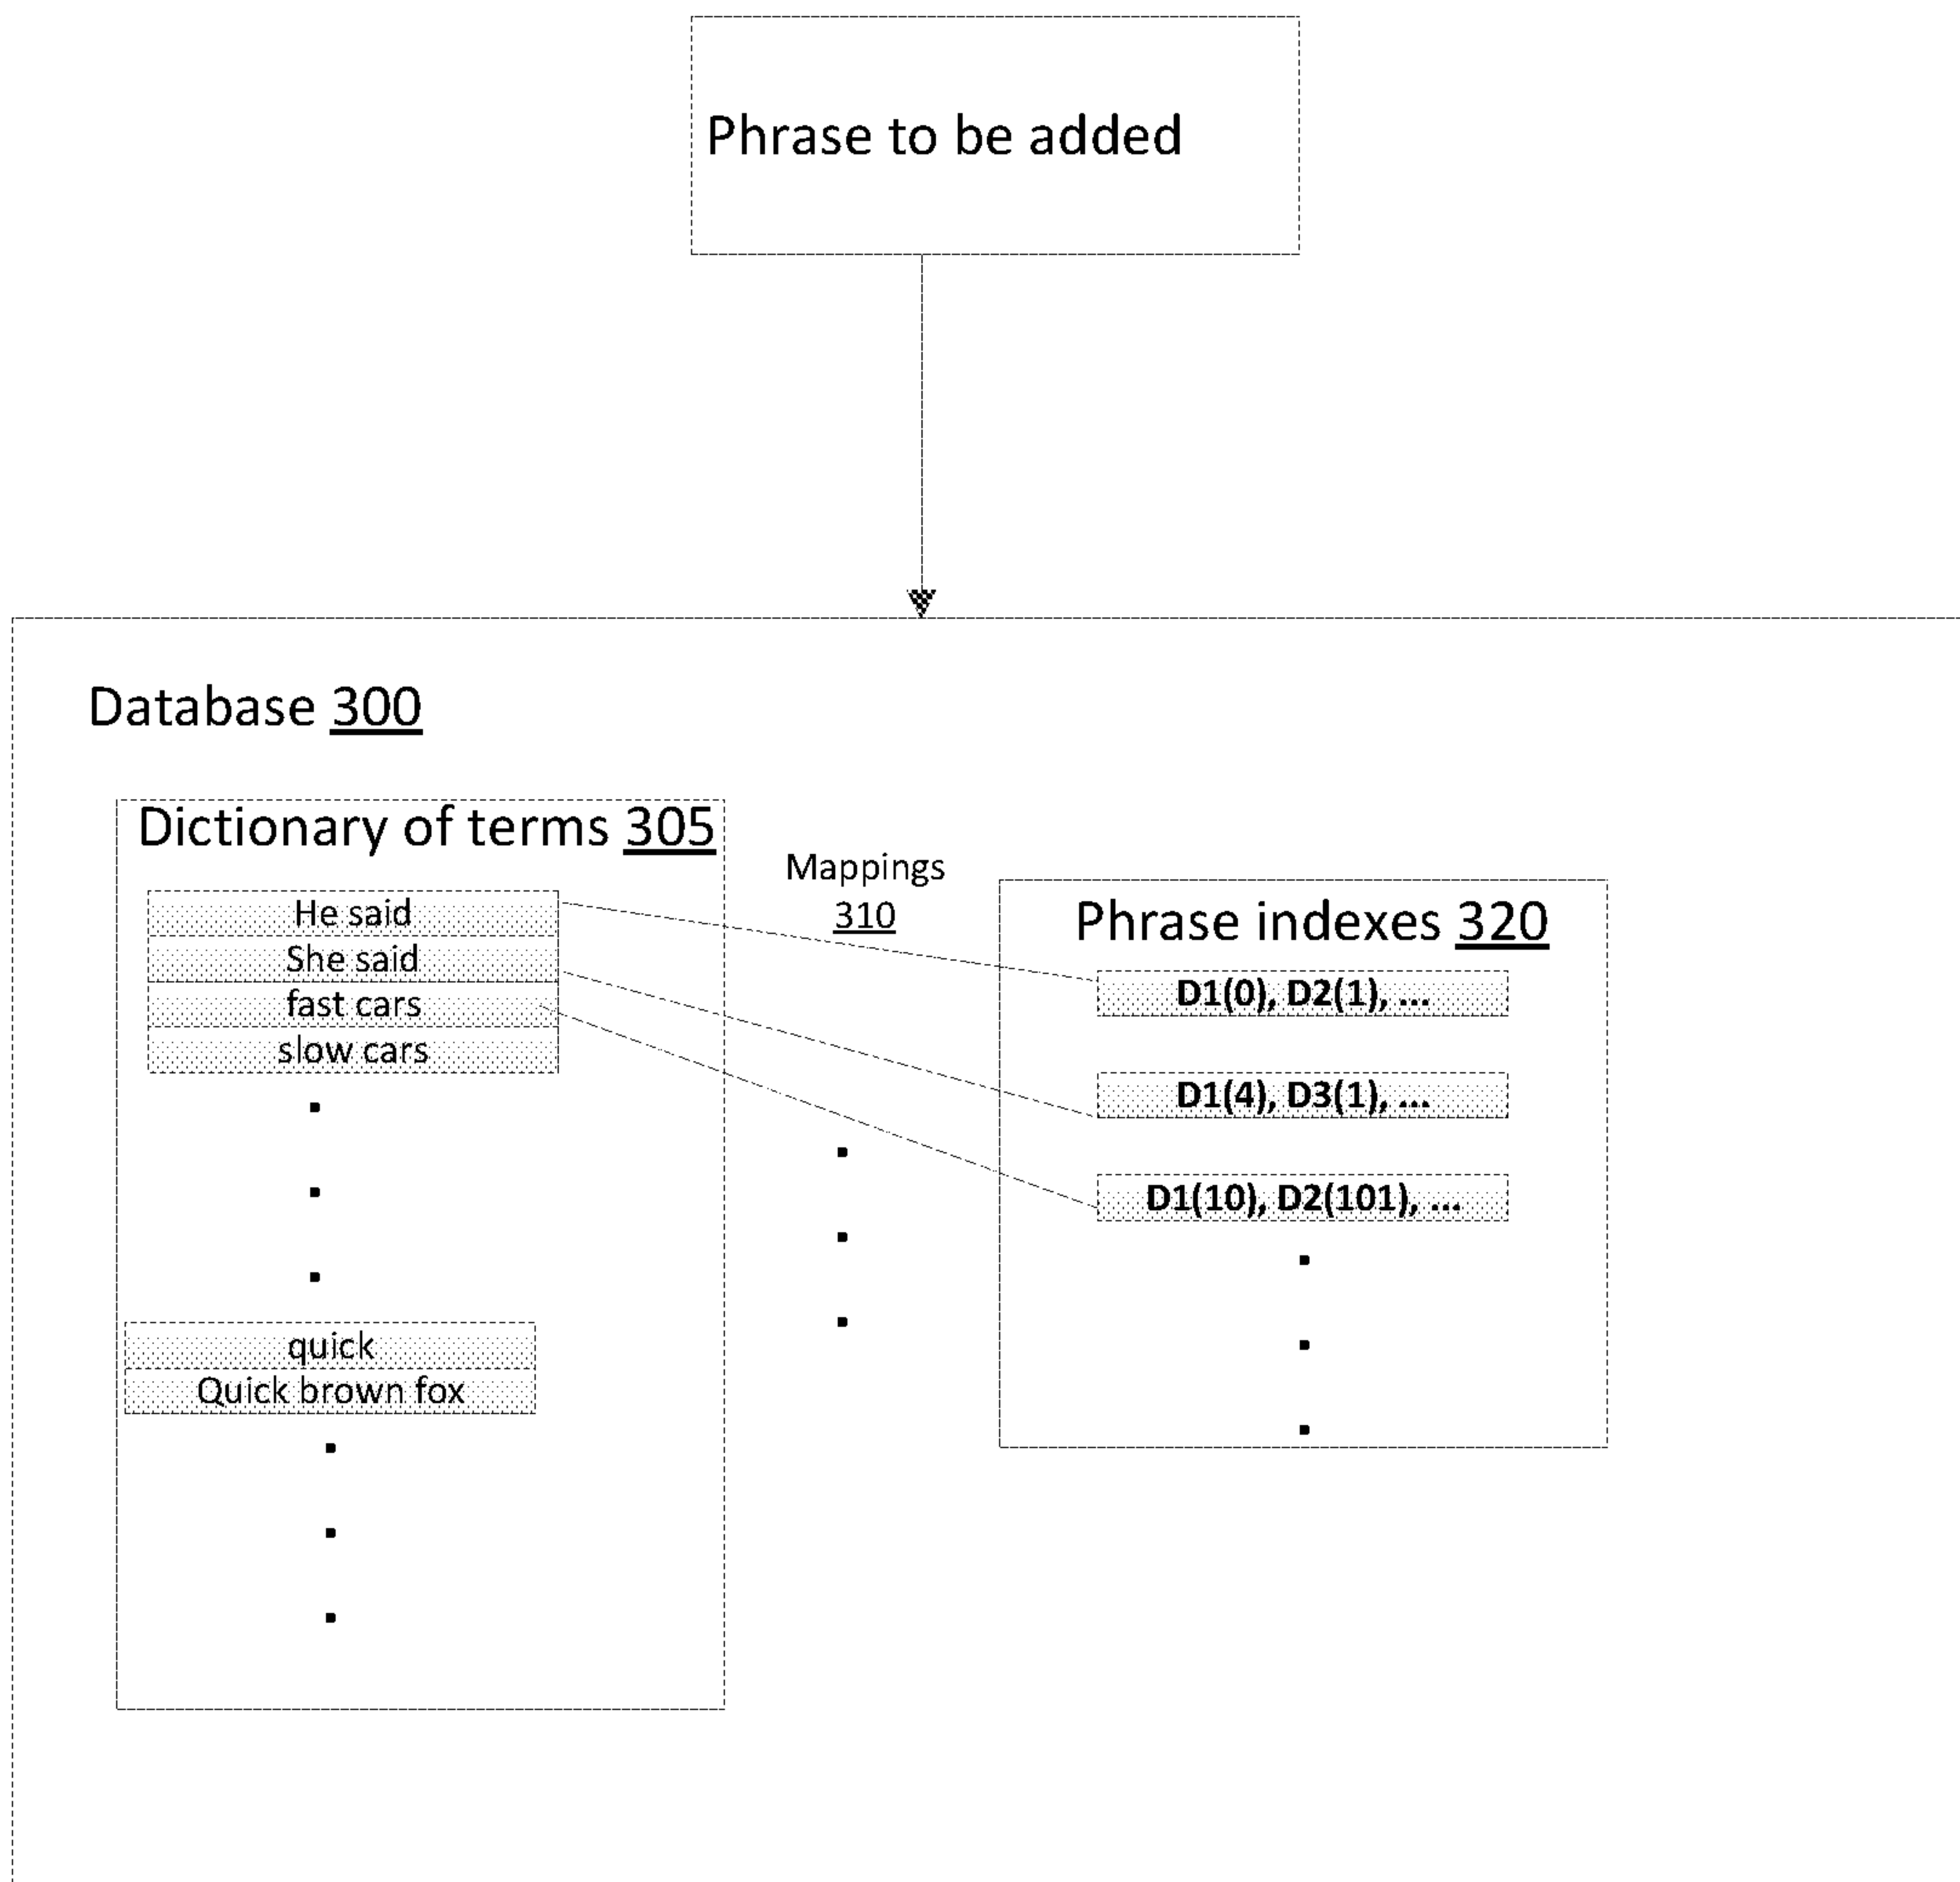 Phrase to be added
Database 300
Dictionary of terms 305
He said
She said
fast cars
slow cars
quick
Quick brown fox
Mappings
310
Phrase indexes 320
D1(0), D2(1), ...
D1(4), D3(1), ...
D1(10), D2(101), ...